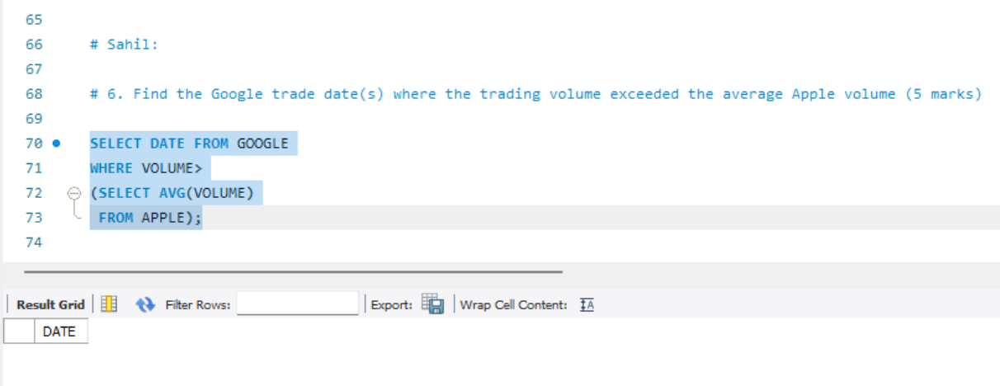 65
66 # Sahil:
67
68 # 6. Find the Google trade date(s) where the trading volume exceeded the average Apple volume (5 marks)
69
70 SELECT DATE FROM GOOGLE
71 WHERE VOLUME>
72 (SELECT AVG(VOLUME)
73 FROM APPLE);
74
Result Grid Filter Rows: Export: Wrap Cell Content: IA
DATE